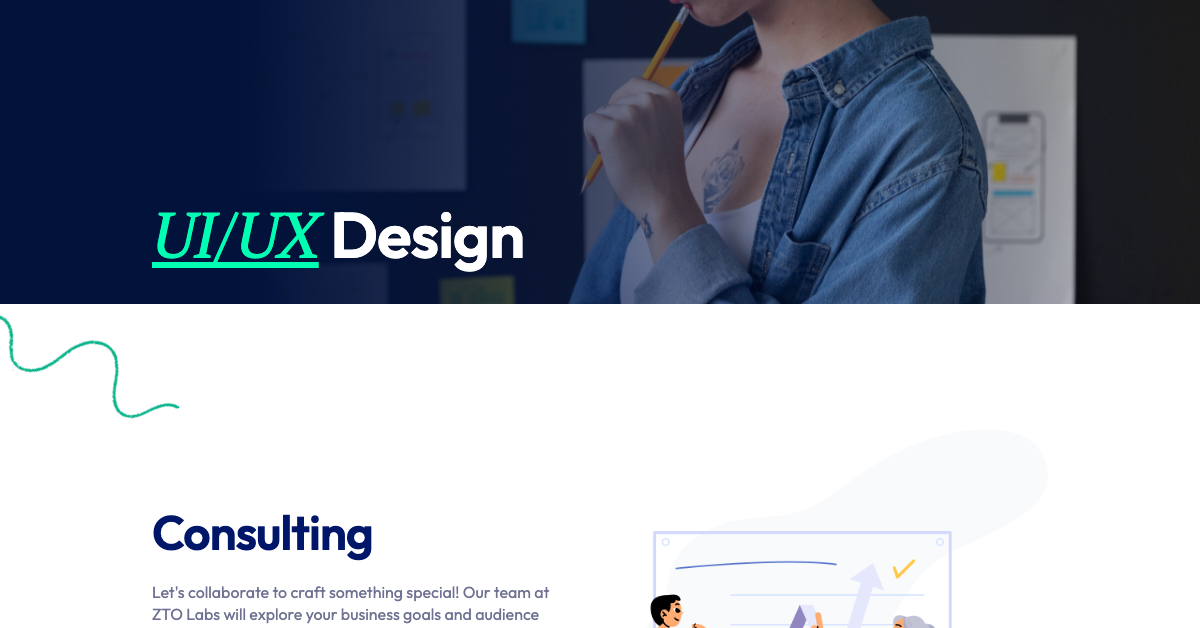 UI/UX Design
Consulting
Let's collaborate to craft something special! Our team at
ZTO Labs will explore your business goals and audience